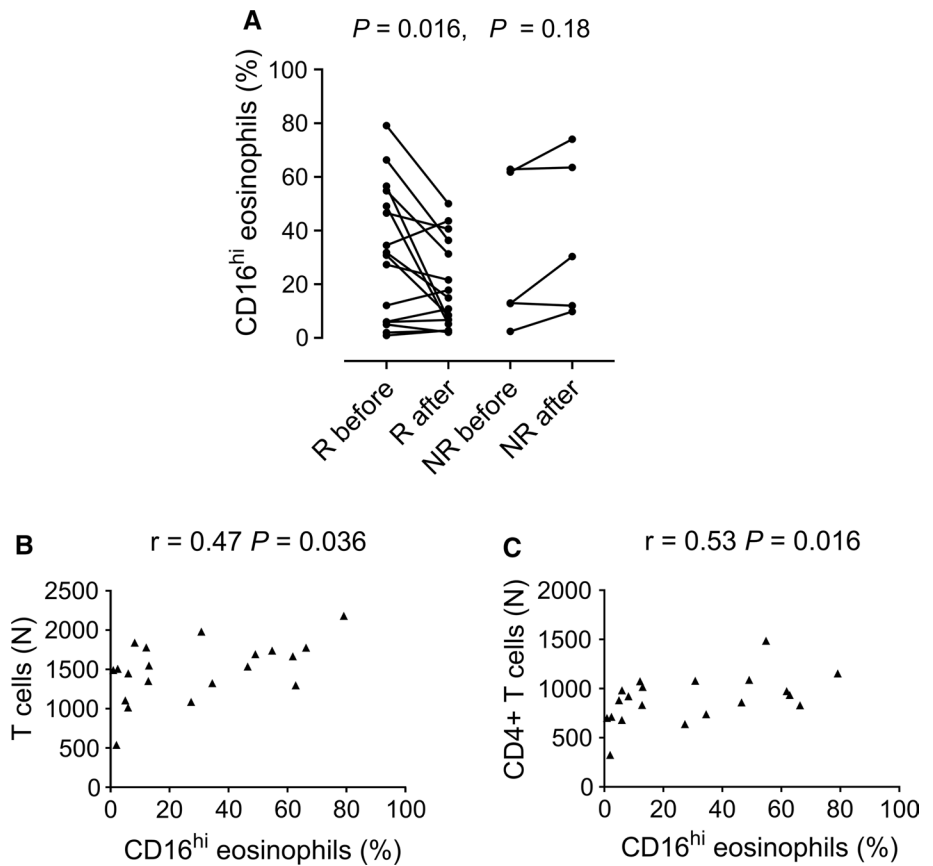 A
P = 0.016, P = 0.18
CD16hi eosinophils (%)
100
80
60
40
20
0
R before
R after
NR before
NR after
B
r = 0.47 P = 0.036
T cells (N)
2500
2000
1500
1000
500
0
0 20 40 60 80 100
CD16hi eosinophils (%)
C
r = 0.53 P = 0.016
CD4+ T cells (N)
2000
1500
1000
500
0
0 20 40 60 80 100
CD16hi eosinophils (%)